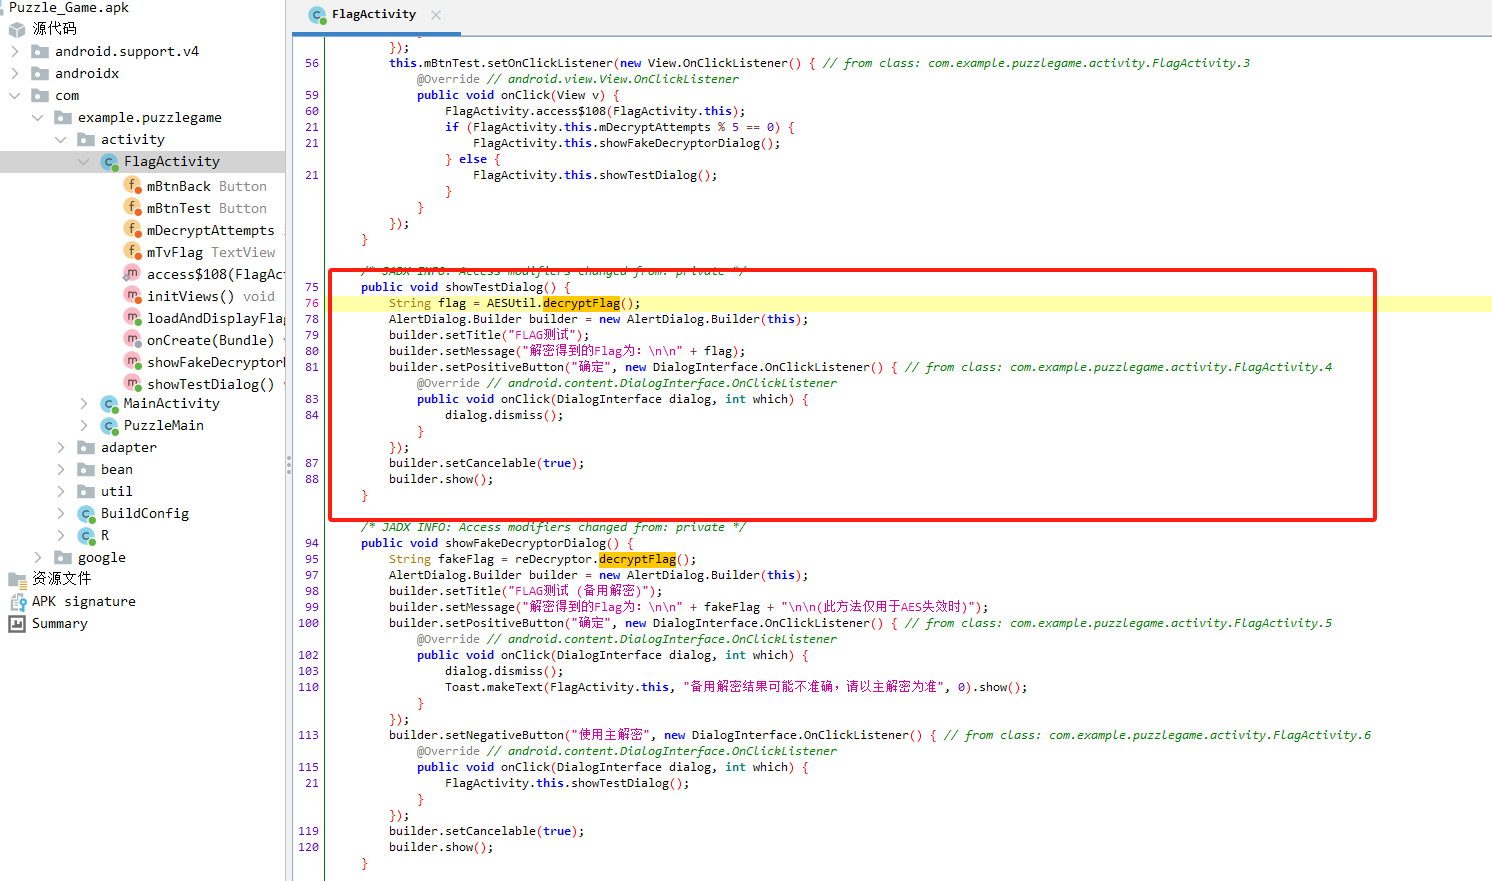 Puzzle_Game.apk
源代码
android.support.v4
androidx
com
example.puzzlegame
activity
FlagActivity
mBtnBack Button
mBtnTest Button
mDecryptAttempts
mTvFlag TextView
access$108(FlagAct
initViews() void
loadAndDisplayFlag
onCreate(Bundle)
showFakeDecryptorD
showTestDialog()
MainActivity
PuzzleMain
adapter
bean
util
BuildConfig
R
google
资源文件
APK signature
Summary
FlagActivity
});
56 this.mBtnTest.setOnClickListener(new View.OnClickListener() { // from class: com.example.puzzlegame.activity.FlagActivity.3
@Override // android.view.View.OnClickListener
59 public void onClick(View v) {
60 FlagActivity.access$108(FlagActivity.this);
21 if (FlagActivity.this.mDecryptAttempts % 5 == 0) {
21 FlagActivity.this.showFakeDecryptorDialog();
} else {
21 FlagActivity.this.showTestDialog();
}
}
});
}
/* JADX INFO: Access modifiers changed from: private */
75 public void showTestDialog() {
76 String flag = AESUtil.decryptFlag();
78 AlertDialog.Builder builder = new AlertDialog.Builder(this);
79 builder.setTitle("FLAG测试");
80 builder.setMessage("解密得到的Flag为：\n\n" + flag);
81 builder.setPositiveButton("确定", new DialogInterface.OnClickListener() { // from class: com.example.puzzlegame.activity.FlagActivity.4
@Override // android.content.DialogInterface.OnClickListener
83 public void onClick(DialogInterface dialog, int which) {
84 dialog.dismiss();
}
});
87 builder.setCancelable(true);
88 builder.show();
}
/* JADX INFO: Access modifiers changed from: private */
94 public void showFakeDecryptorDialog() {
95 String fakeFlag = reDecryptor.decryptFlag();
97 AlertDialog.Builder builder = new AlertDialog.Builder(this);
98 builder.setTitle("FLAG测试 (备用解密)");
99 builder.setMessage("解密得到的Flag为：\n\n" + fakeFlag + "\n\n(此方法仅用于AES失效时)");
100 builder.setPositiveButton("确定", new DialogInterface.OnClickListener() { // from class: com.example.puzzlegame.activity.FlagActivity.5
@Override // android.content.DialogInterface.OnClickListener
102 public void onClick(DialogInterface dialog, int which) {
103 dialog.dismiss();
110 Toast.makeText(FlagActivity.this, "备用解密结果可能不准确，请以主解密为准", 0).show();
}
});
113 builder.setNegativeButton("使用主解密", new DialogInterface.OnClickListener() { // from class: com.example.puzzlegame.activity.FlagActivity.6
@Override // android.content.DialogInterface.OnClickListener
115 public void onClick(DialogInterface dialog, int which) {
21 FlagActivity.this.showTestDialog();
}
});
119 builder.setCancelable(true);
120 builder.show();
}